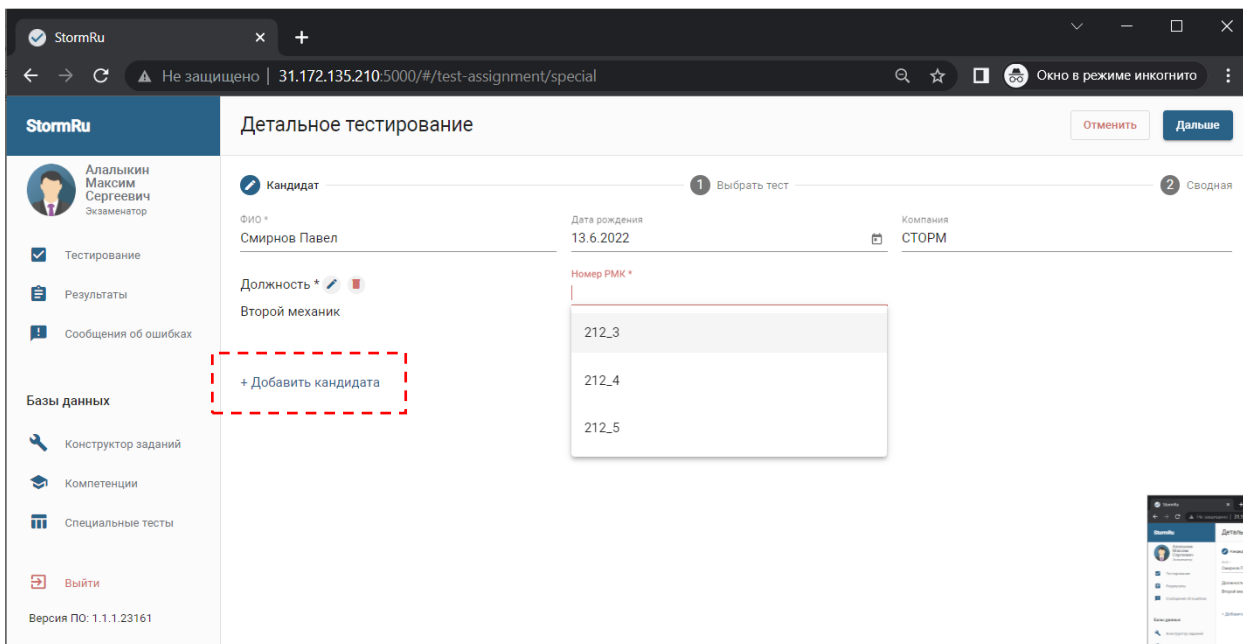 StormRu
Не защищено | 31.172.135.210:5000/#/test-assignment/special
Окно в режиме инкогнито
StormRu
Детальное тестирование
Отменить
Дальше
Алалыкин
Максим
Сергеевич
Экзаменатор
Кандидат
1 Выбрать тест
2 Сводная
ФИО *
Смирнов Павел
Дата рождения
13.6.2022
Компания
СТОРМ
Должность *
Второй механик
Номер РМК *
212_3
212_4
212_5
+ Добавить кандидата
Тестирование
Результаты
Сообщения об ошибках
Базы данных
Конструктор заданий
Компетенции
Специальные тесты
Выйти
Версия ПО: 1.1.1.23161